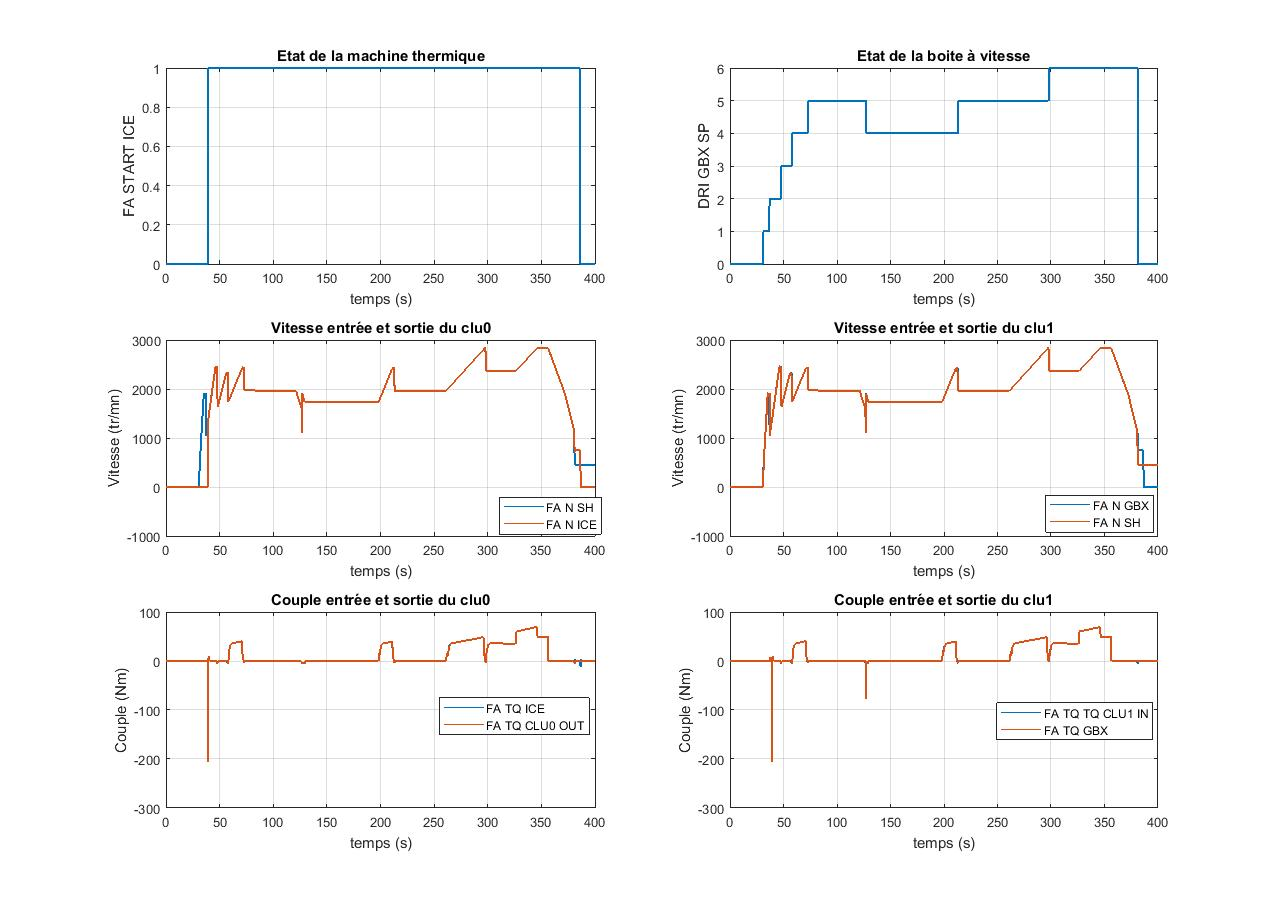 Etat de la machine thermique
FA START ICE
1
0.8
0.6
0.4
0.2
0
0 50 100 150 200 250 300 350 400
temps (s)
Etat de la boite à vitesse
DRI GBX SP
6
5
4
3
2
1
0
0 50 100 150 200 250 300 350 400
temps (s)
Vitesse entrée et sortie du clu0
Vitesse (tr/mn)
3000
2000
1000
0
-1000
FA N SH
FA N ICE
0 50 100 150 200 250 300 350 400
temps (s)
Vitesse entrée et sortie du clu1
Vitesse (tr/mn)
3000
2000
1000
0
-1000
FA N GBX
FA N SH
0 50 100 150 200 250 300 350 400
temps (s)
Couple entrée et sortie du clu0
Couple (Nm)
100
0
-100
-200
-300
FA TQ ICE
FA TQ CLU0 OUT
0 50 100 150 200 250 300 350 400
temps (s)
Couple entrée et sortie du clu1
Couple (Nm)
100
0
-100
-200
-300
FA TQ TQ CLU1 IN
FA TQ GBX
0 50 100 150 200 250 300 350 400
temps (s)